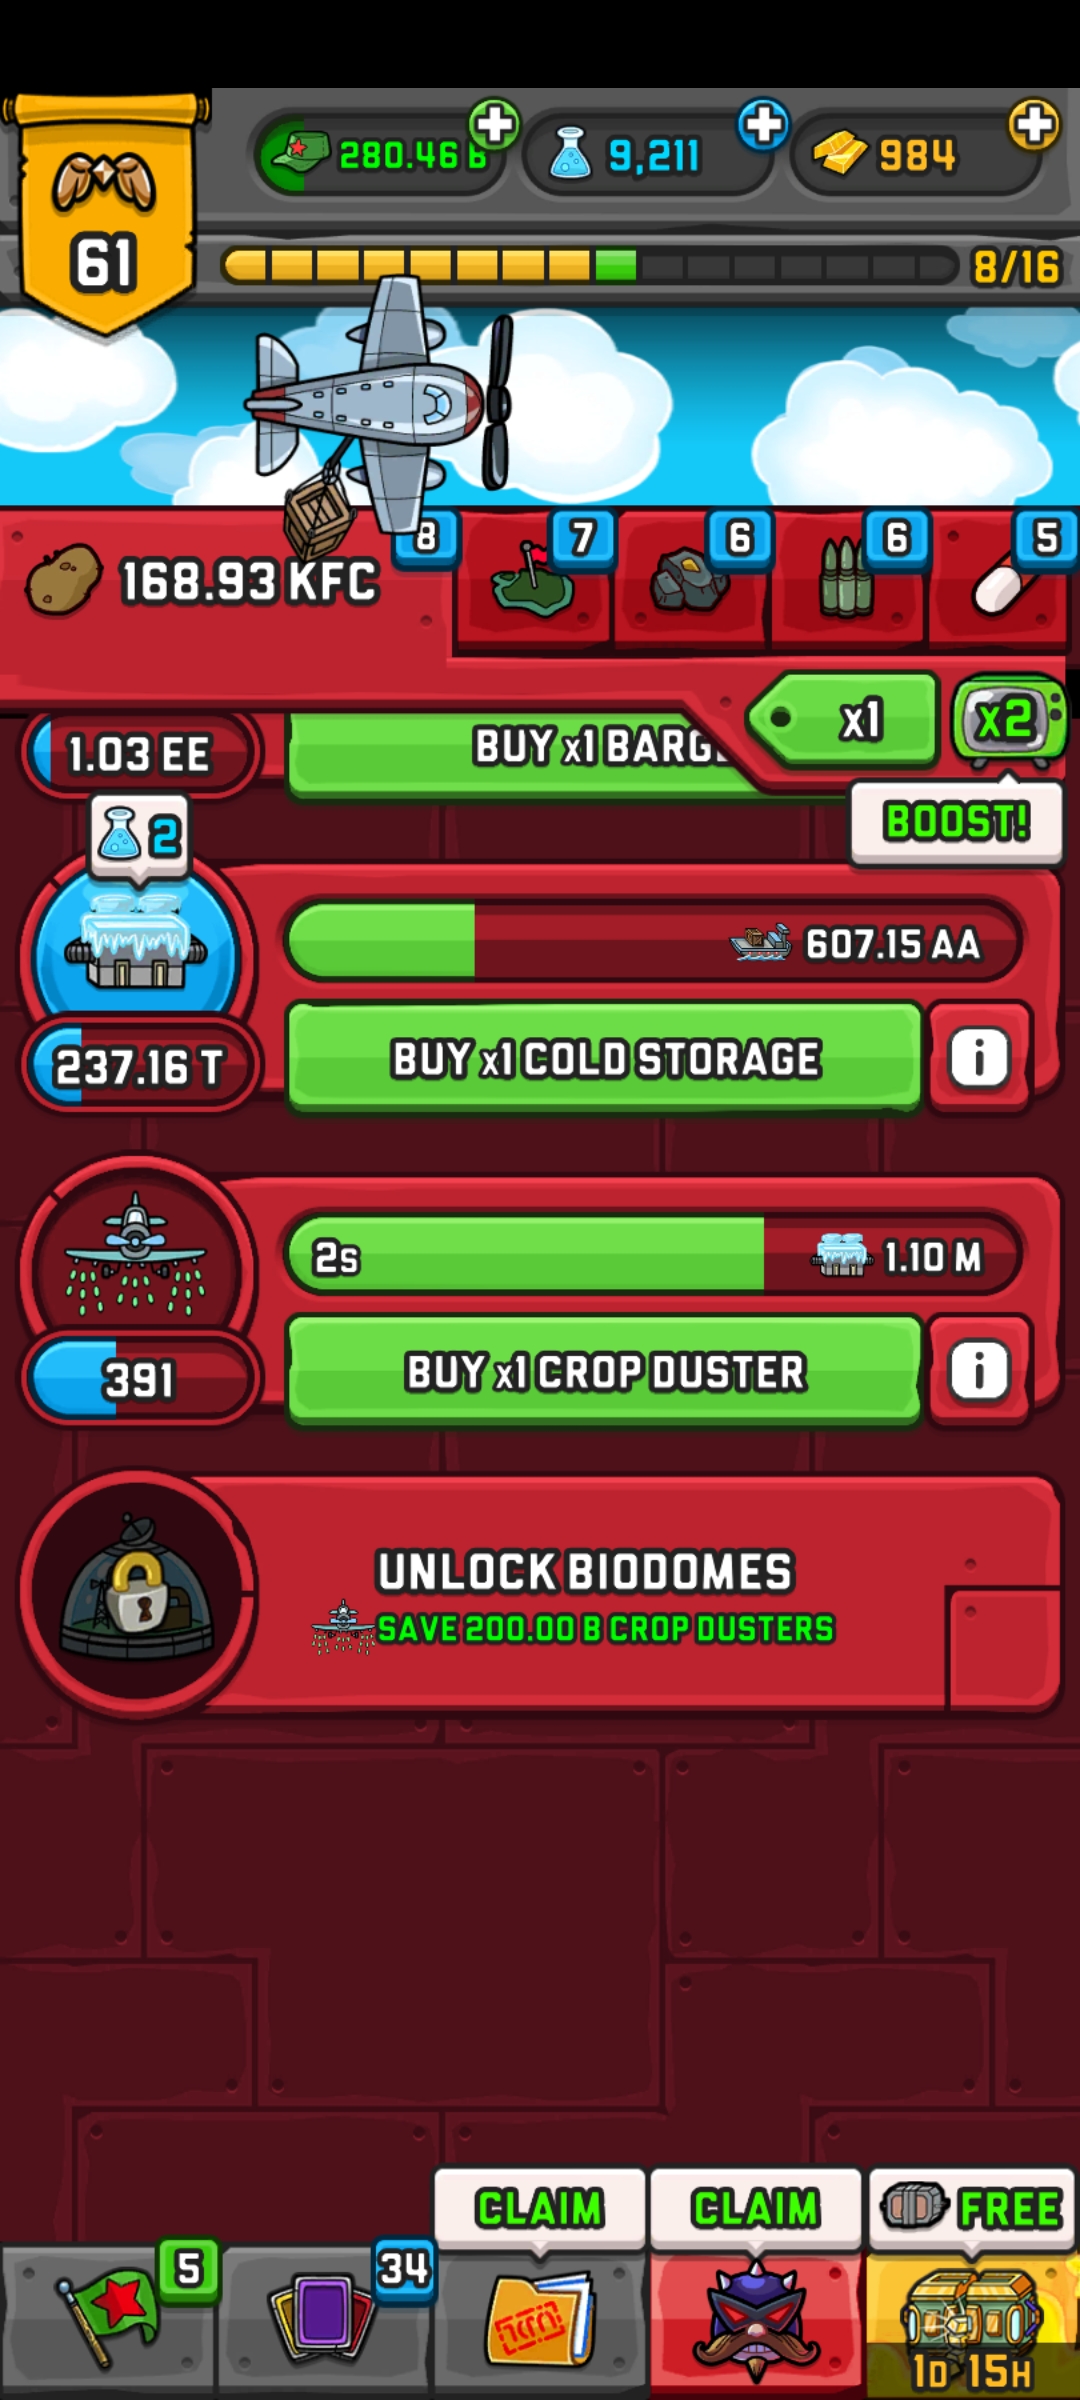 280.46 B
9,211
984
61
8/16
168.93 KFC
8
7
6
6
5
x1
x2
1.03 EE
BUY x1 BARG
BOOST!
2
607.15 AA
237.16 T
BUY x1 COLD STORAGE
i
2s
1.10 M
391
BUY x1 CROP DUSTER
i
UNLOCK BIODOMES
SAVE 200.00 B CROP DUSTERS
CLAIM
CLAIM
FREE
5
34
1D 15H